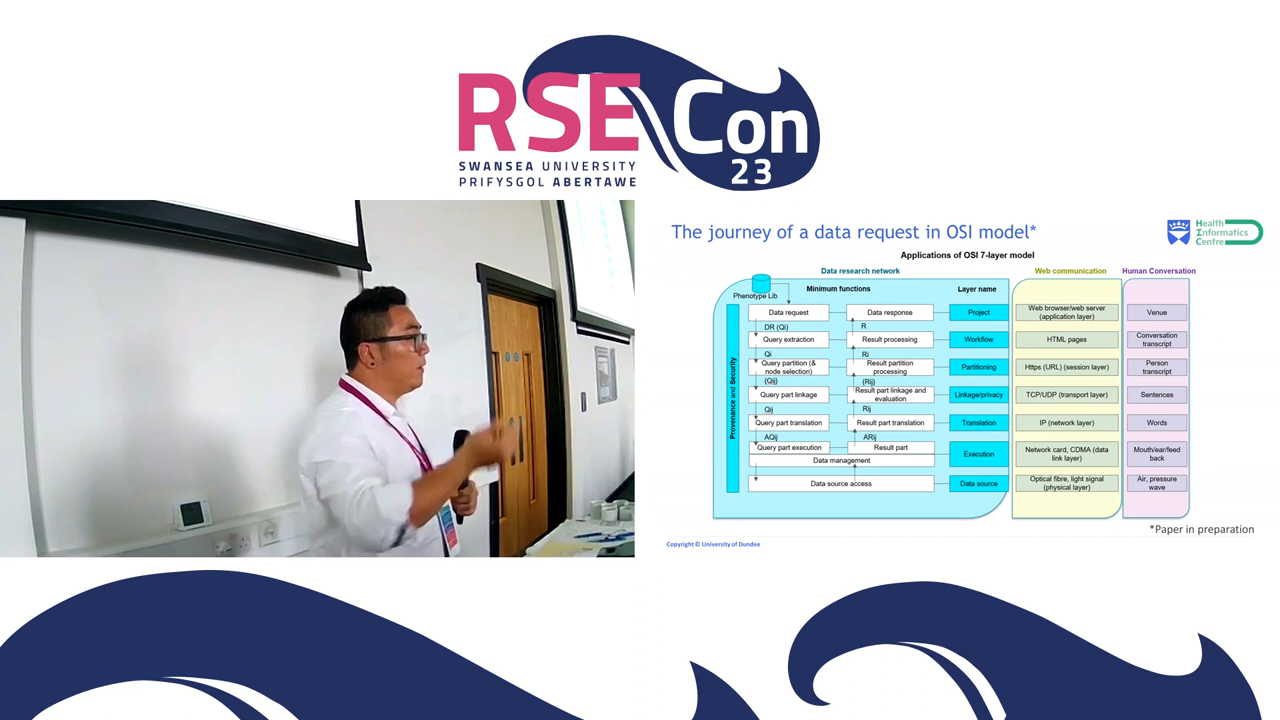 RSE Con
23
SWANSEA UNIVERSITY
PRIFYSGOL ABERTAWE
The journey of a data request in OSI model*
Health
Informatics
Centre
Applications of OSI 7-layer model
Data research network
Web communication
Human Conversation
Phenotype Lib
Minimum functions
Layer name
Provenance and Security
Data request
Data response
Project
Web browser/web server
(application layer)
Venue
DR (Qi)
R
Query extraction
Result processing
Workflow
HTML pages
Conversation
transcript
Qi
Ri
Query partition (&
node selection)
Result partition
processing
Partitioning
Https (URL) (session layer)
Person
transcript
{Qij}
{Rij}
Query part linkage
Result part linkage and
evaluation
Linkage/privacy
TCP/UDP (transport layer)
Sentences
Qij
Rij
Query part translation
Result part translation
Translation
IP (network layer)
Words
AQij
ARij
Query part execution
Result part
Execution
Network card, CDMA (data
link layer)
Mouth/ear/feed
back
Data management
Data source access
Data source
Optical fibre, light signal
(physical layer)
Air, pressure
wave
*Paper in preparation
Copyright © University of Dundee